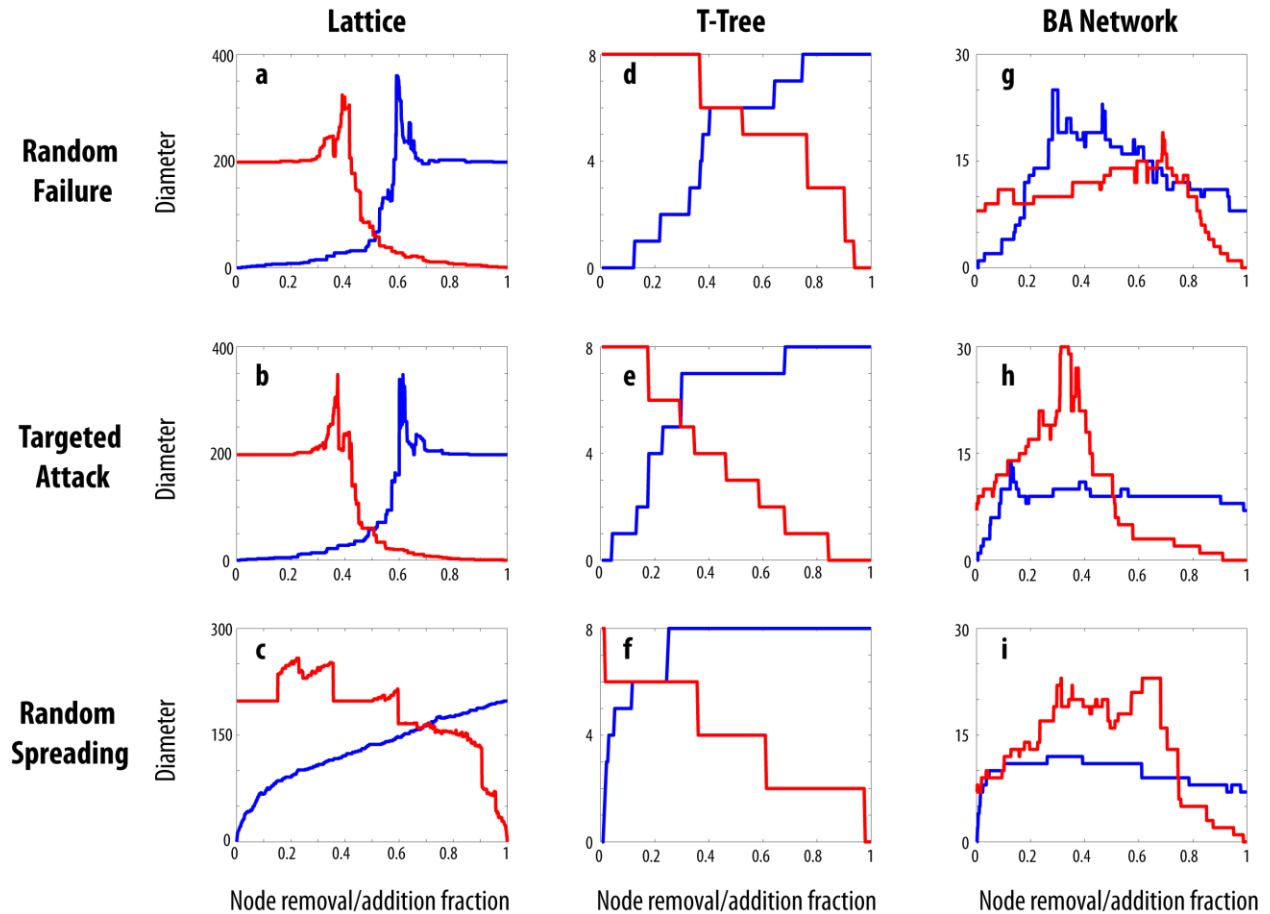 Lattice T-Tree BA Network
Random
Failure
Diameter
400
200
0
a
0 0.2 0.4 0.6 0.8 1
8
4
0
d
0 0.2 0.4 0.6 0.8 1
30
15
0
g
0 0.2 0.4 0.6 0.8 1
Targeted
Attack
Diameter
400
200
0
b
0 0.2 0.4 0.6 0.8 1
8
4
0
e
0 0.2 0.4 0.6 0.8 1
30
15
0
h
0 0.2 0.4 0.6 0.8 1
Random
Spreading
Diameter
300
150
0
c
0 0.2 0.4 0.6 0.8 1
8
4
0
f
0 0.2 0.4 0.6 0.8 1
30
15
0
i
0 0.2 0.4 0.6 0.8 1
Node removal/addition fraction Node removal/addition fraction Node removal/addition fraction